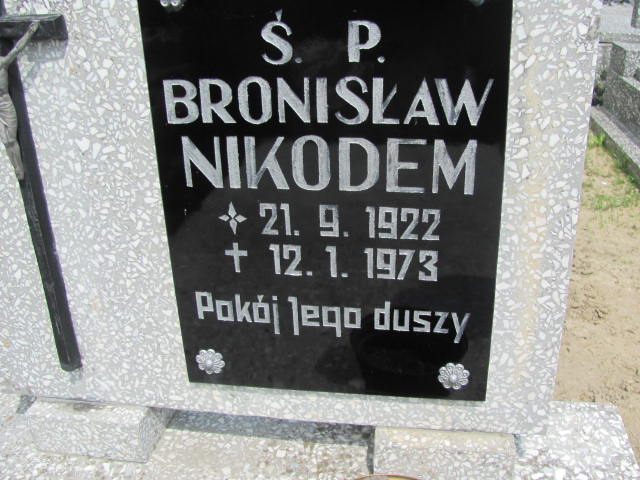 Ś. P.
BRONISŁAW
NIKODEM
21. 9. 1922
12. 1. 1973
Pokój Jego duszy